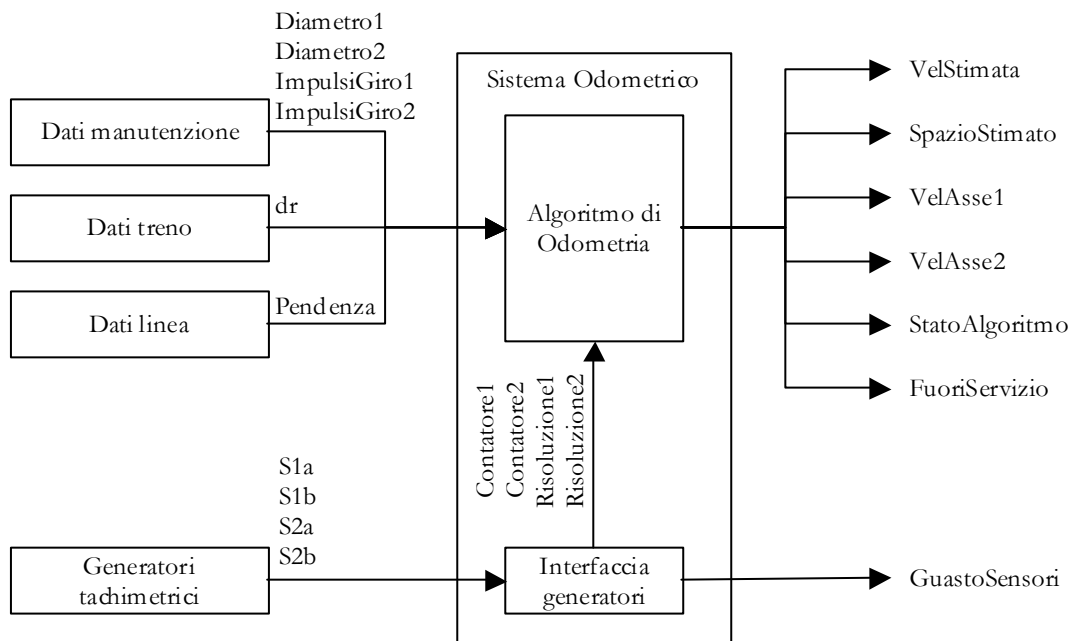 Diametro1
Diametro2
ImpulsiGiro1
ImpulsiGiro2
Dati manutenzione
dr
Dati treno
Pendenza
Dati linea
S1a
S1b
S2a
S2b
Generatori
tachimetrici
Sistema Odometrico
Algoritmo di
Odometria
Contatore1
Contatore2
Risoluzione1
Risoluzione2
Interfaccia
generatori
VelStimata
SpazioStimato
VelAsse1
VelAsse2
StatoAlgoritmo
FuoriServizio
GuastoSensori